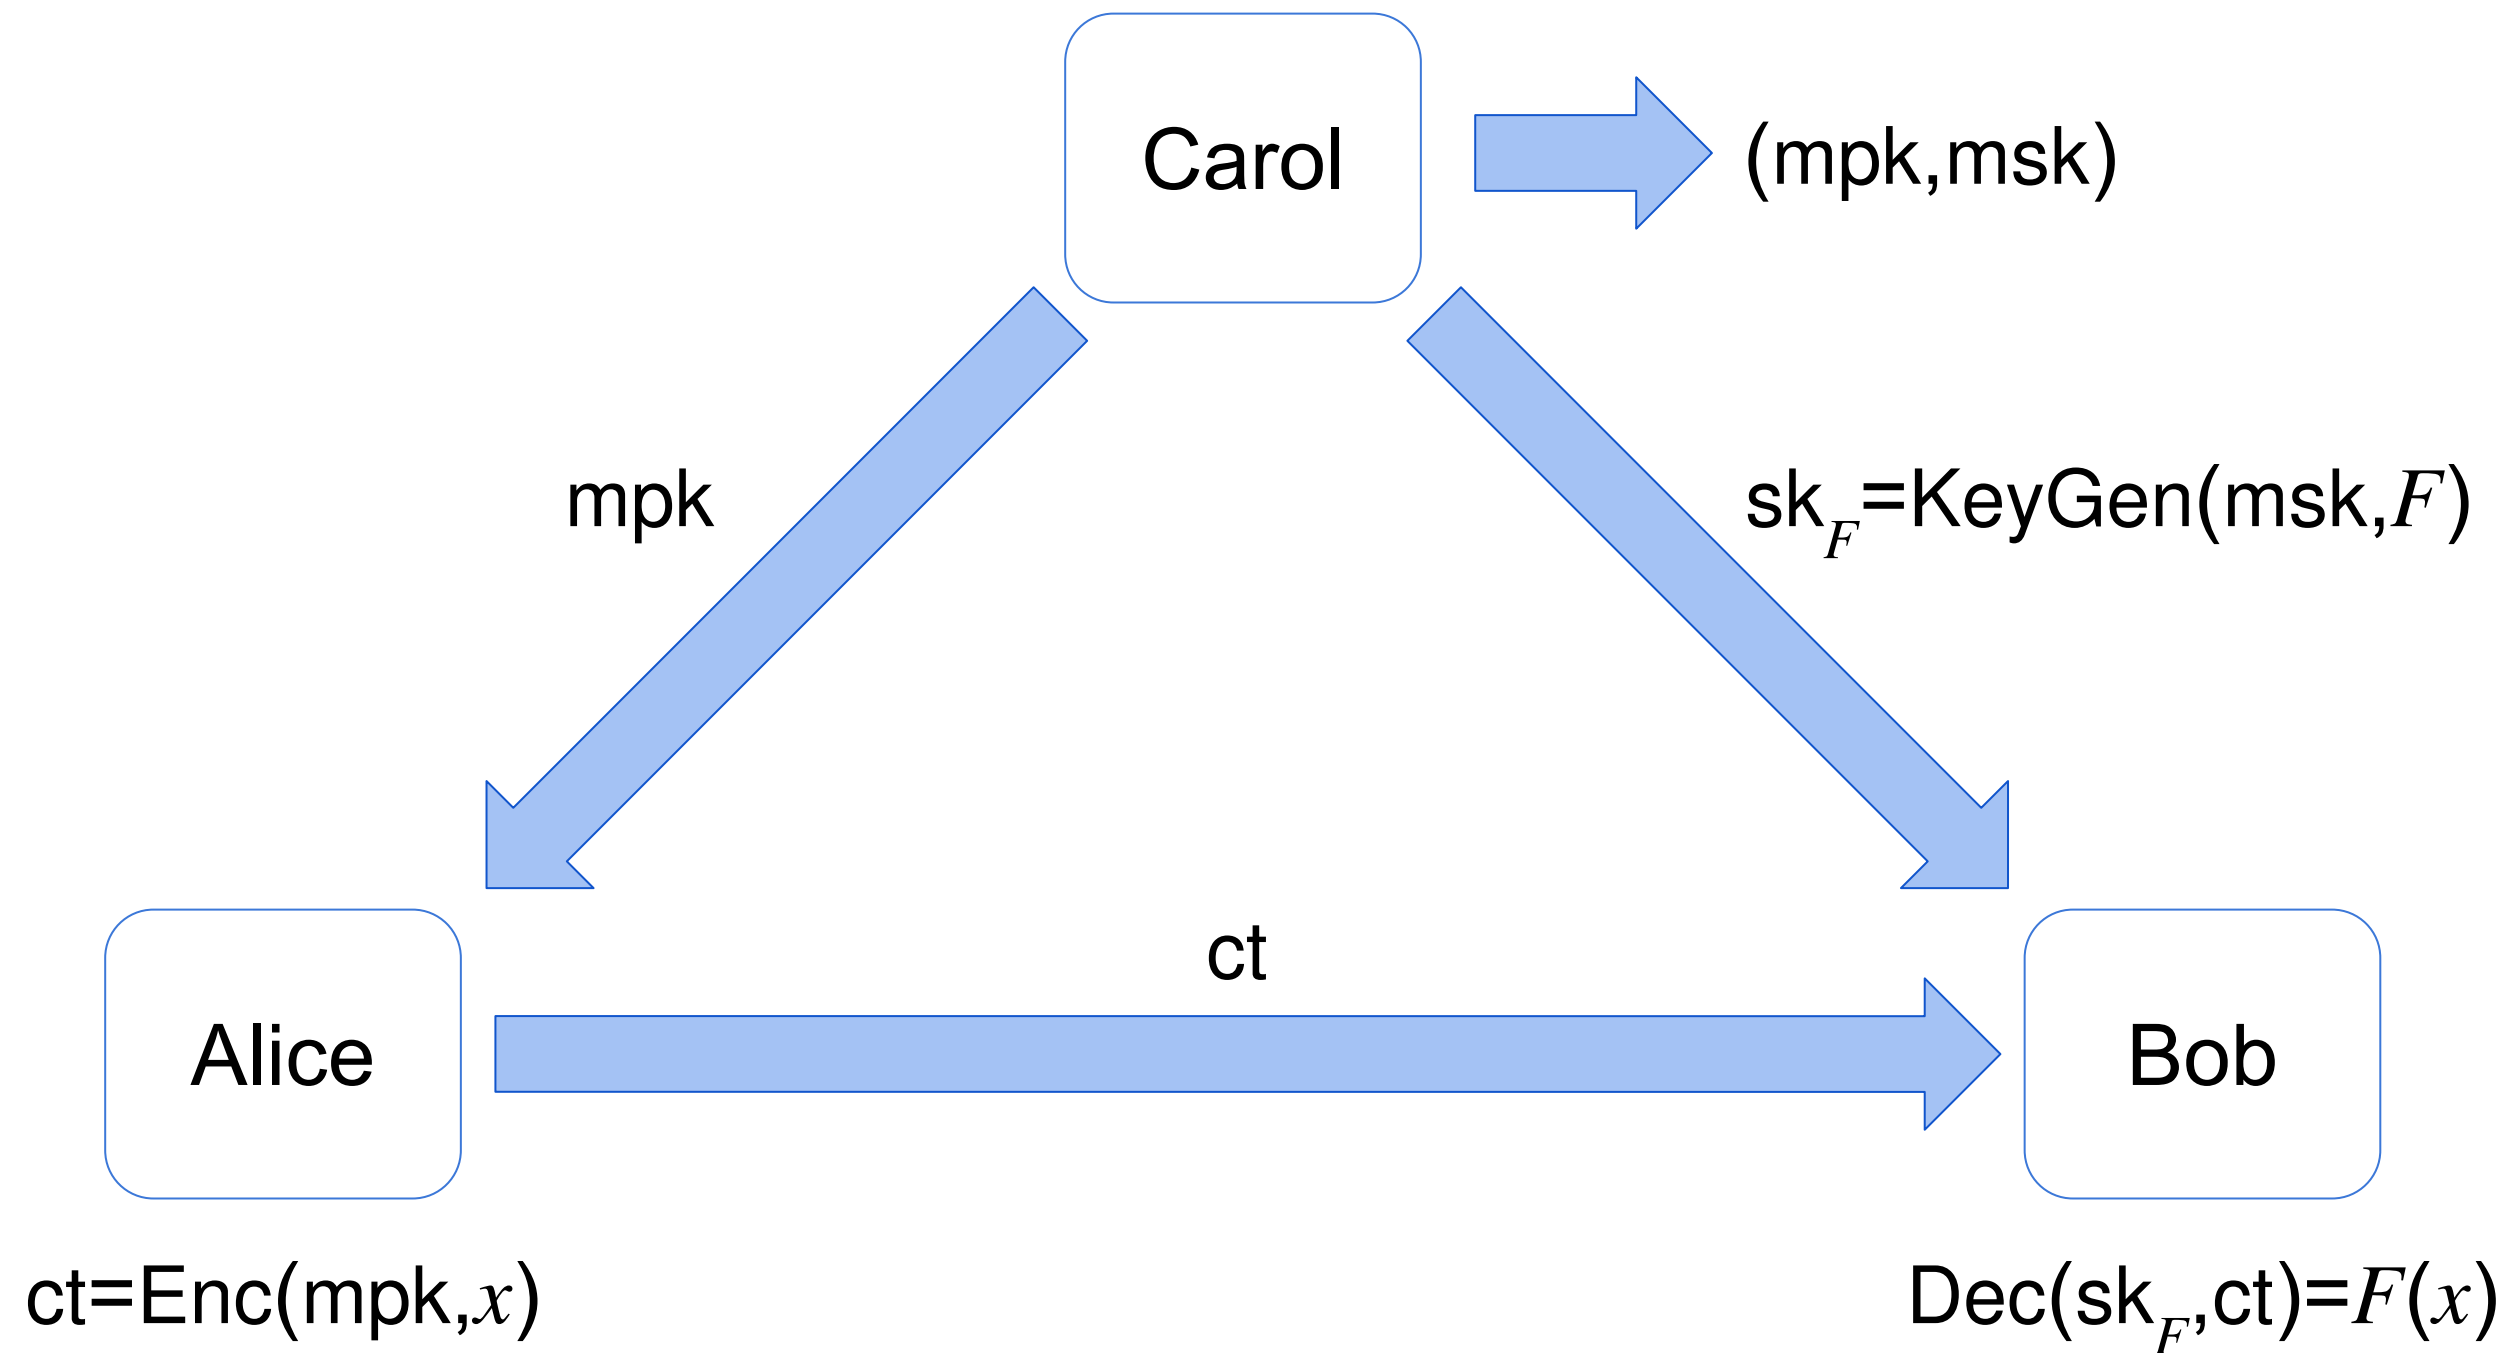 Carol
(mpk,msk)
mpk
sk_F=KeyGen(msk,F)
ct
Alice
Bob
ct=Enc(mpk,x)
Dec(sk_F,ct)=F(x)